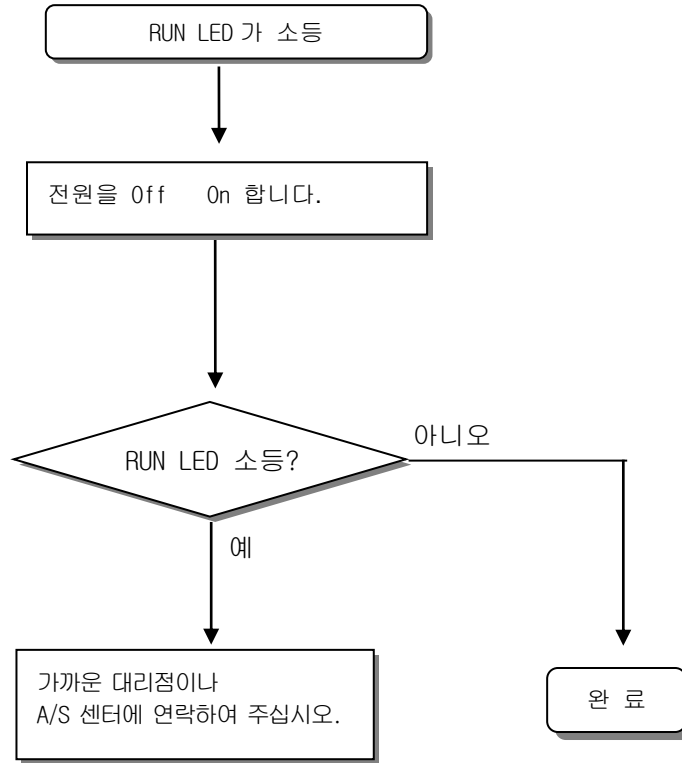 RUN LED 가 소등
전원을 Off On 합니다.
RUN LED 소등?
아니오
예
가까운 대리점이나
A/S 센터에 연락하여 주십시오.
완 료